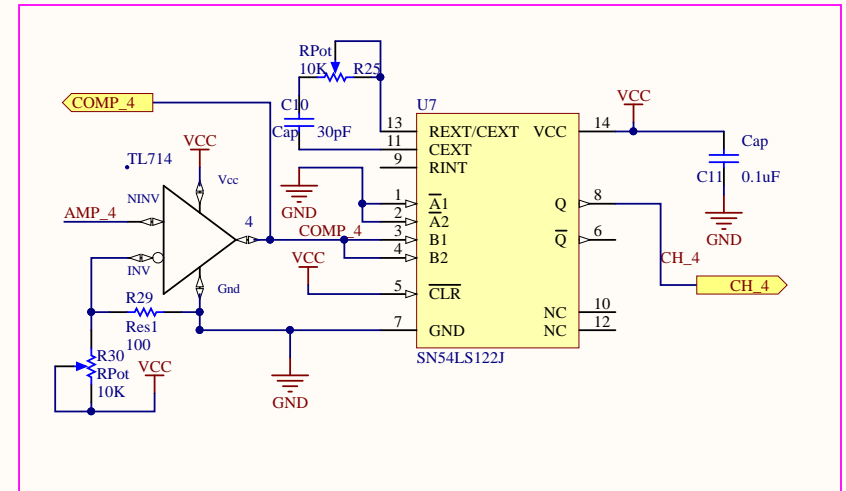 RPot
10K
R25
U7
VCC
COMP_4
C10
Cap
30pF
13
REXT/CEXT
VCC
14
11
CEXT
9
RINT
Cap
C11
0.1uF
GND
TL714
VCC
Vcc
NINV
AMP_4
4
INV
Gnd
GND
COMP_4
VCC
1
A1
2
A2
3
B1
4
B2
5
CLR
7
GND
Q
8
Q
6
NC
10
NC
12
CH_4
CH_4
SN54LS122J
R29
Res1
100
R30
RPot
10K
VCC
GND